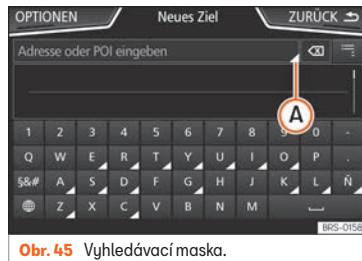 OPTIONEN Neues Ziel ZURÜCK
Adresse oder POI eingeben
A
1 2 3 4 5 6 7 8 9 0 -
Q W E R T Y U I O P .
§&# A S D F G H J K L Ñ
Z X C V B N M
BRS-0158
Obr. 45 Vyhledávací maska.